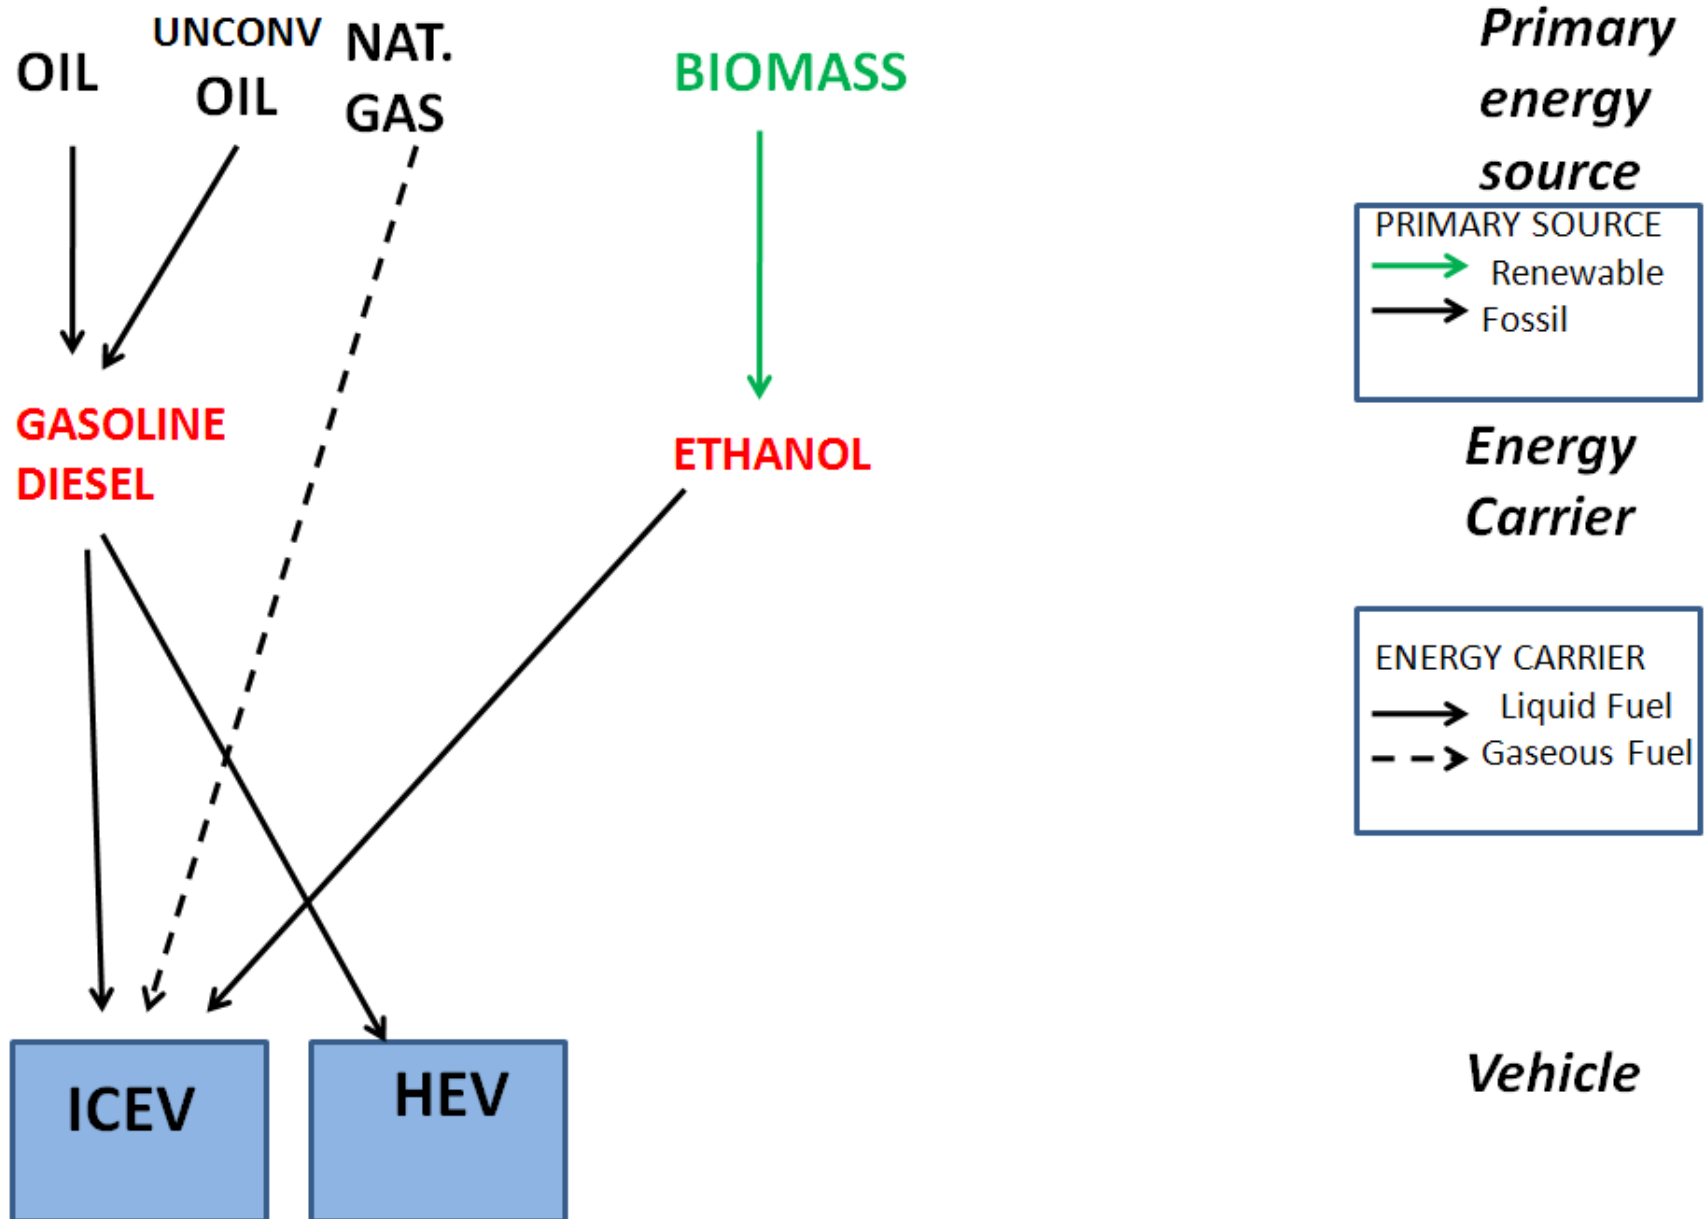 OIL
UNCONV
OIL
NAT.
GAS
BIOMASS
Primary
energy
source
PRIMARY SOURCE
Renewable
Fossil
GASOLINE
DIESEL
ETHANOL
Energy
Carrier
ENERGY CARRIER
Liquid Fuel
Gaseous Fuel
ICEV
HEV
Vehicle